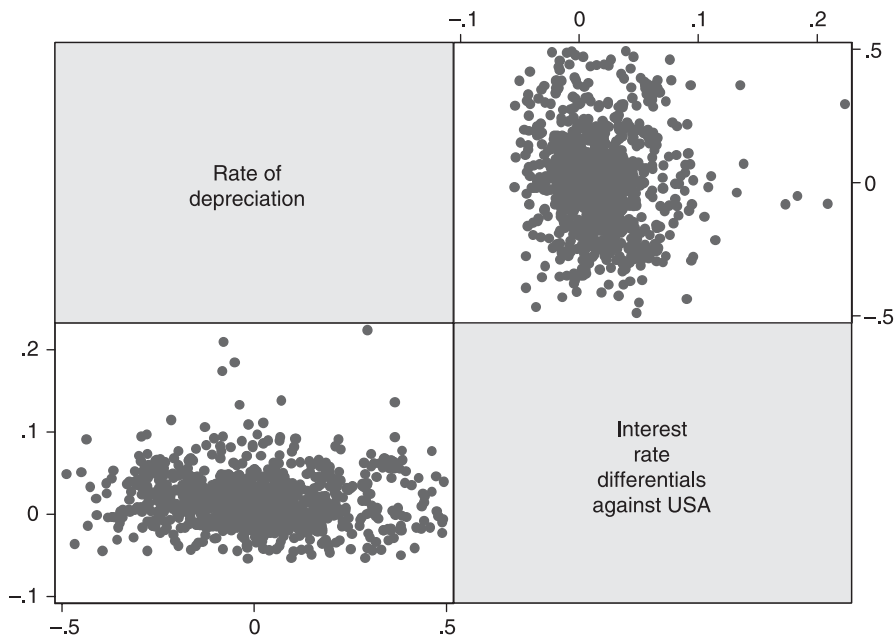 –.1 0 .1 .2
Rate of
depreciation
.5
0
–.5
.2
.1
0
–.1
Interest
rate
differentials
against USA
–.5 0 .5